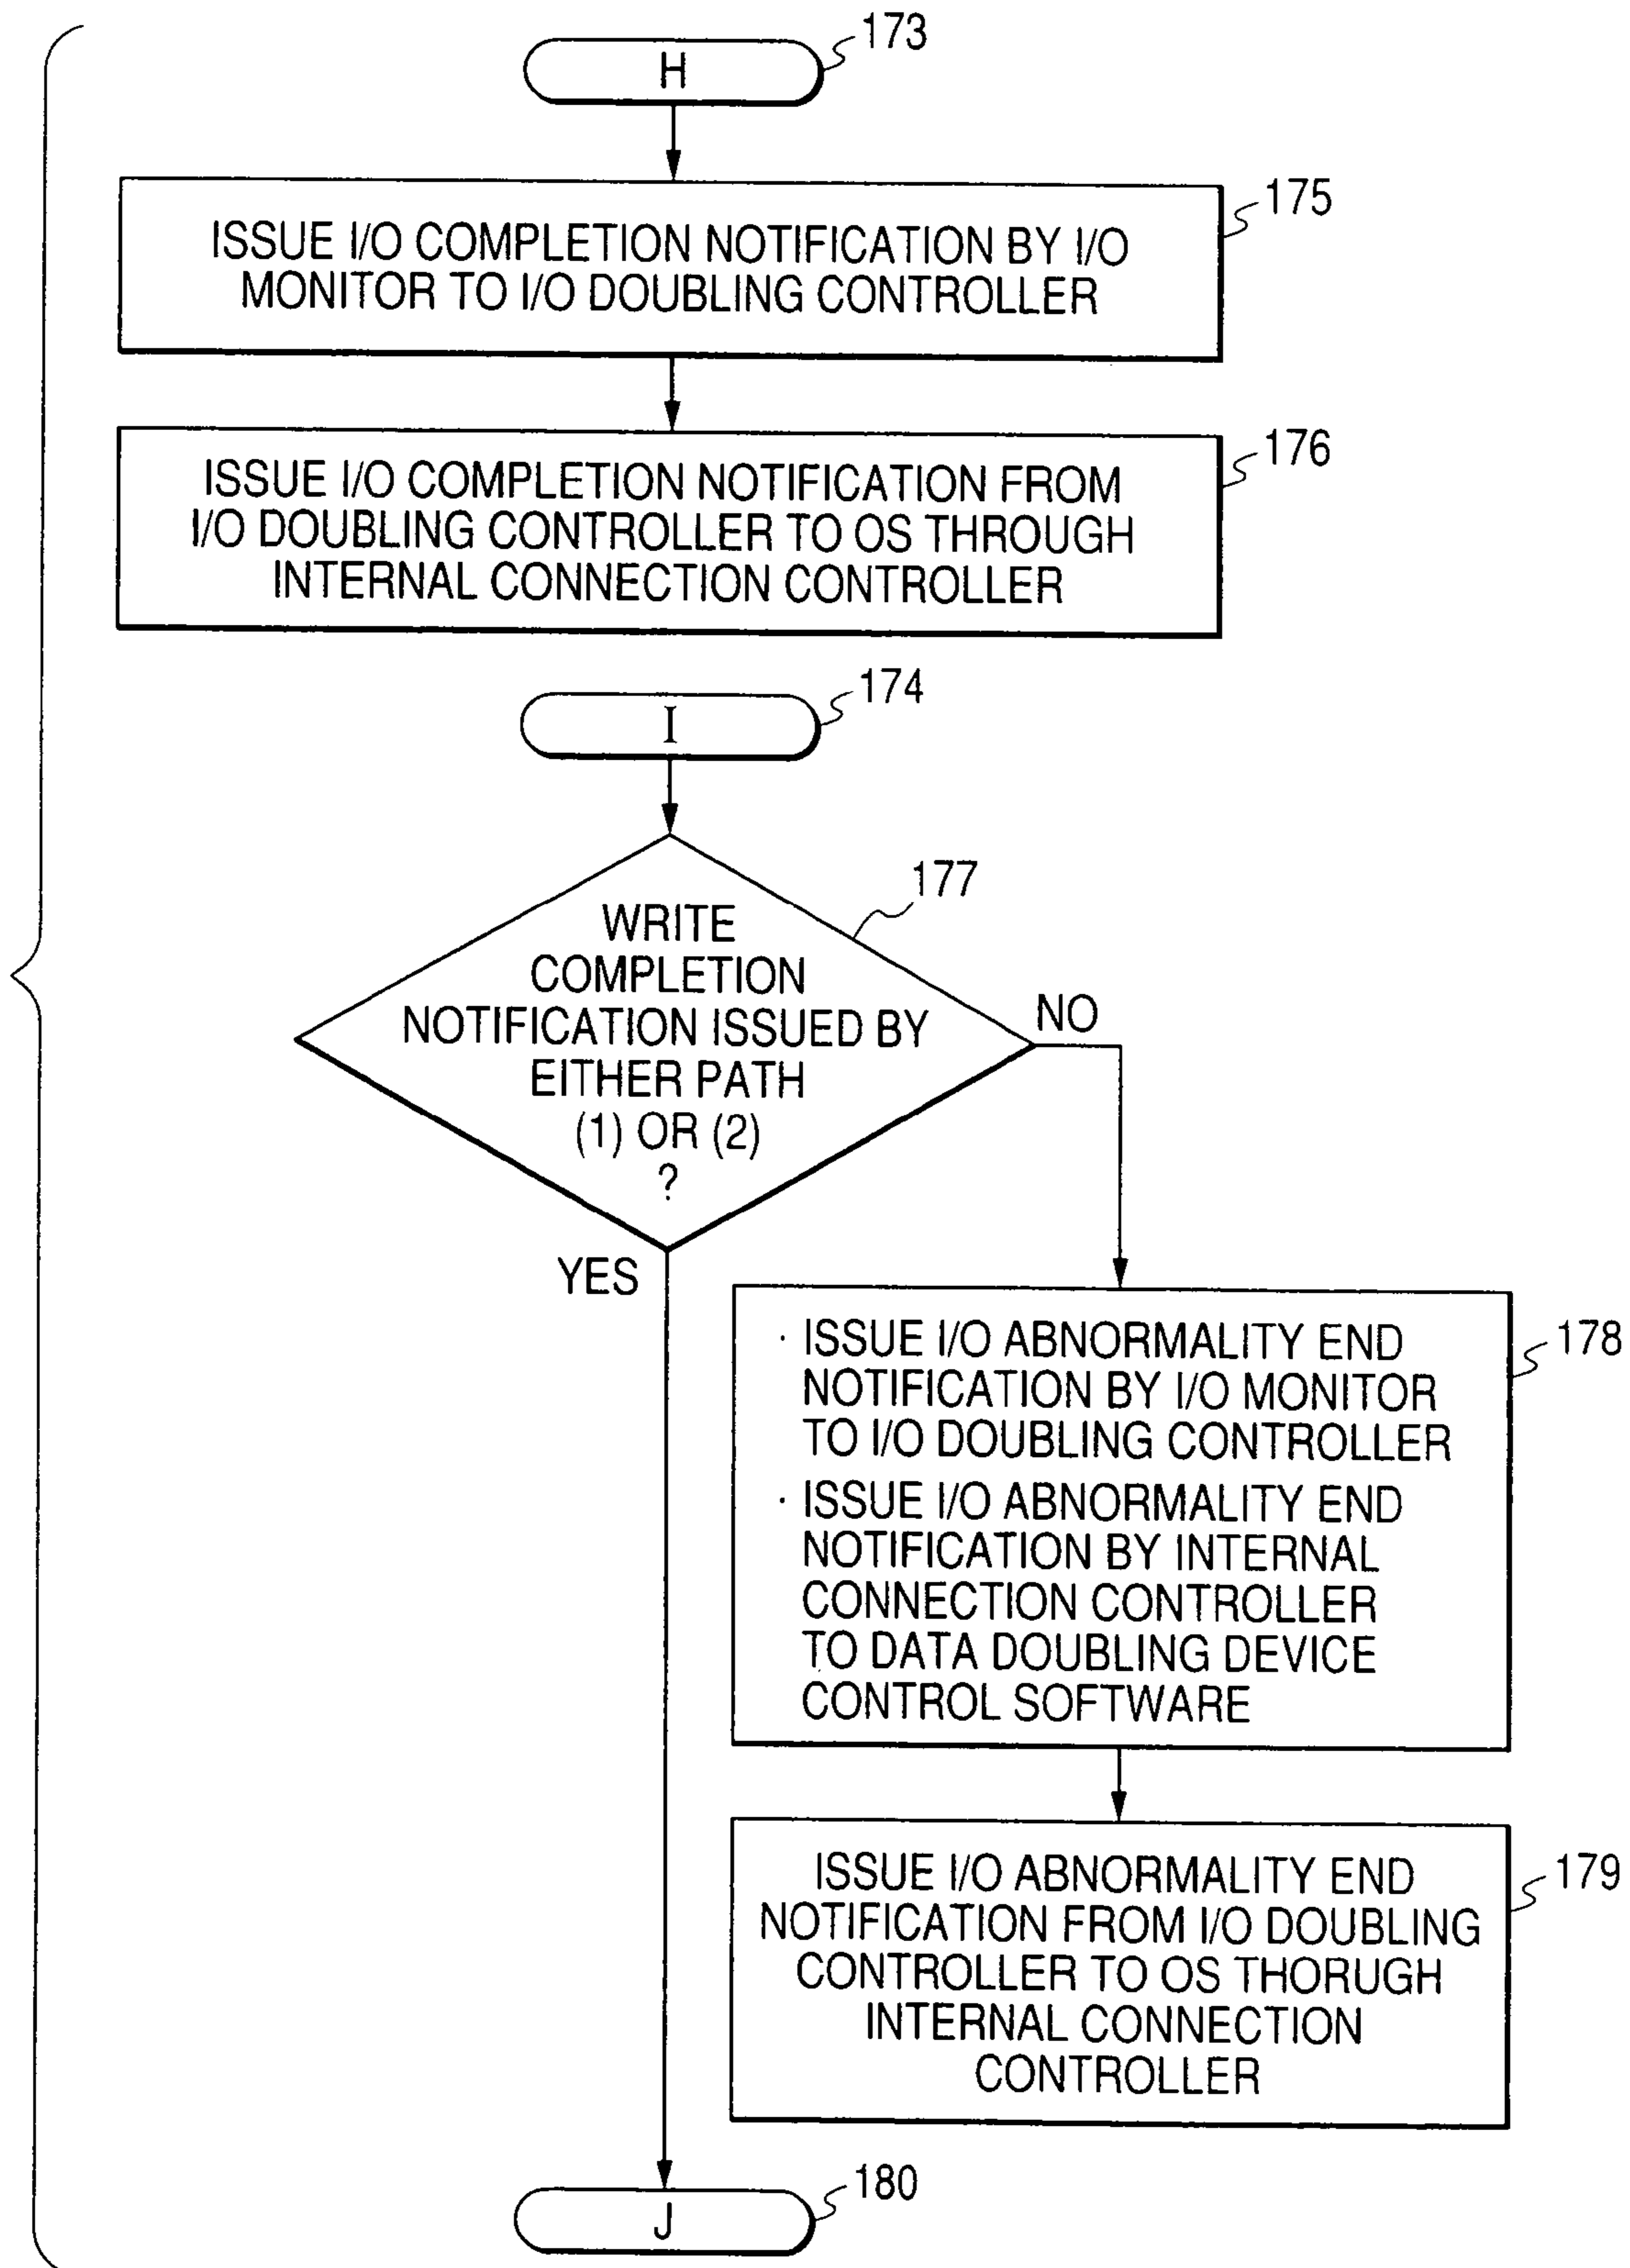 H
173
ISSUE I/O COMPLETION NOTIFICATION BY I/O
MONITOR TO I/O DOUBLING CONTROLLER
175
ISSUE I/O COMPLETION NOTIFICATION FROM
I/O DOUBLING CONTROLLER TO OS THROUGH
INTERNAL CONNECTION CONTROLLER
176
I
174
WRITE
COMPLETION
NOTIFICATION ISSUED BY
EITHER PATH
(1) OR (2)
?
177
NO
YES
· ISSUE I/O ABNORMALITY END
NOTIFICATION BY I/O MONITOR
TO I/O DOUBLING CONTROLLER
· ISSUE I/O ABNORMALITY END
NOTIFICATION BY INTERNAL
CONNECTION CONTROLLER
TO DATA DOUBLING DEVICE
CONTROL SOFTWARE
178
ISSUE I/O ABNORMALITY END
NOTIFICATION FROM I/O DOUBLING
CONTROLLER TO OS THORUGH
INTERNAL CONNECTION
CONTROLLER
179
J
180